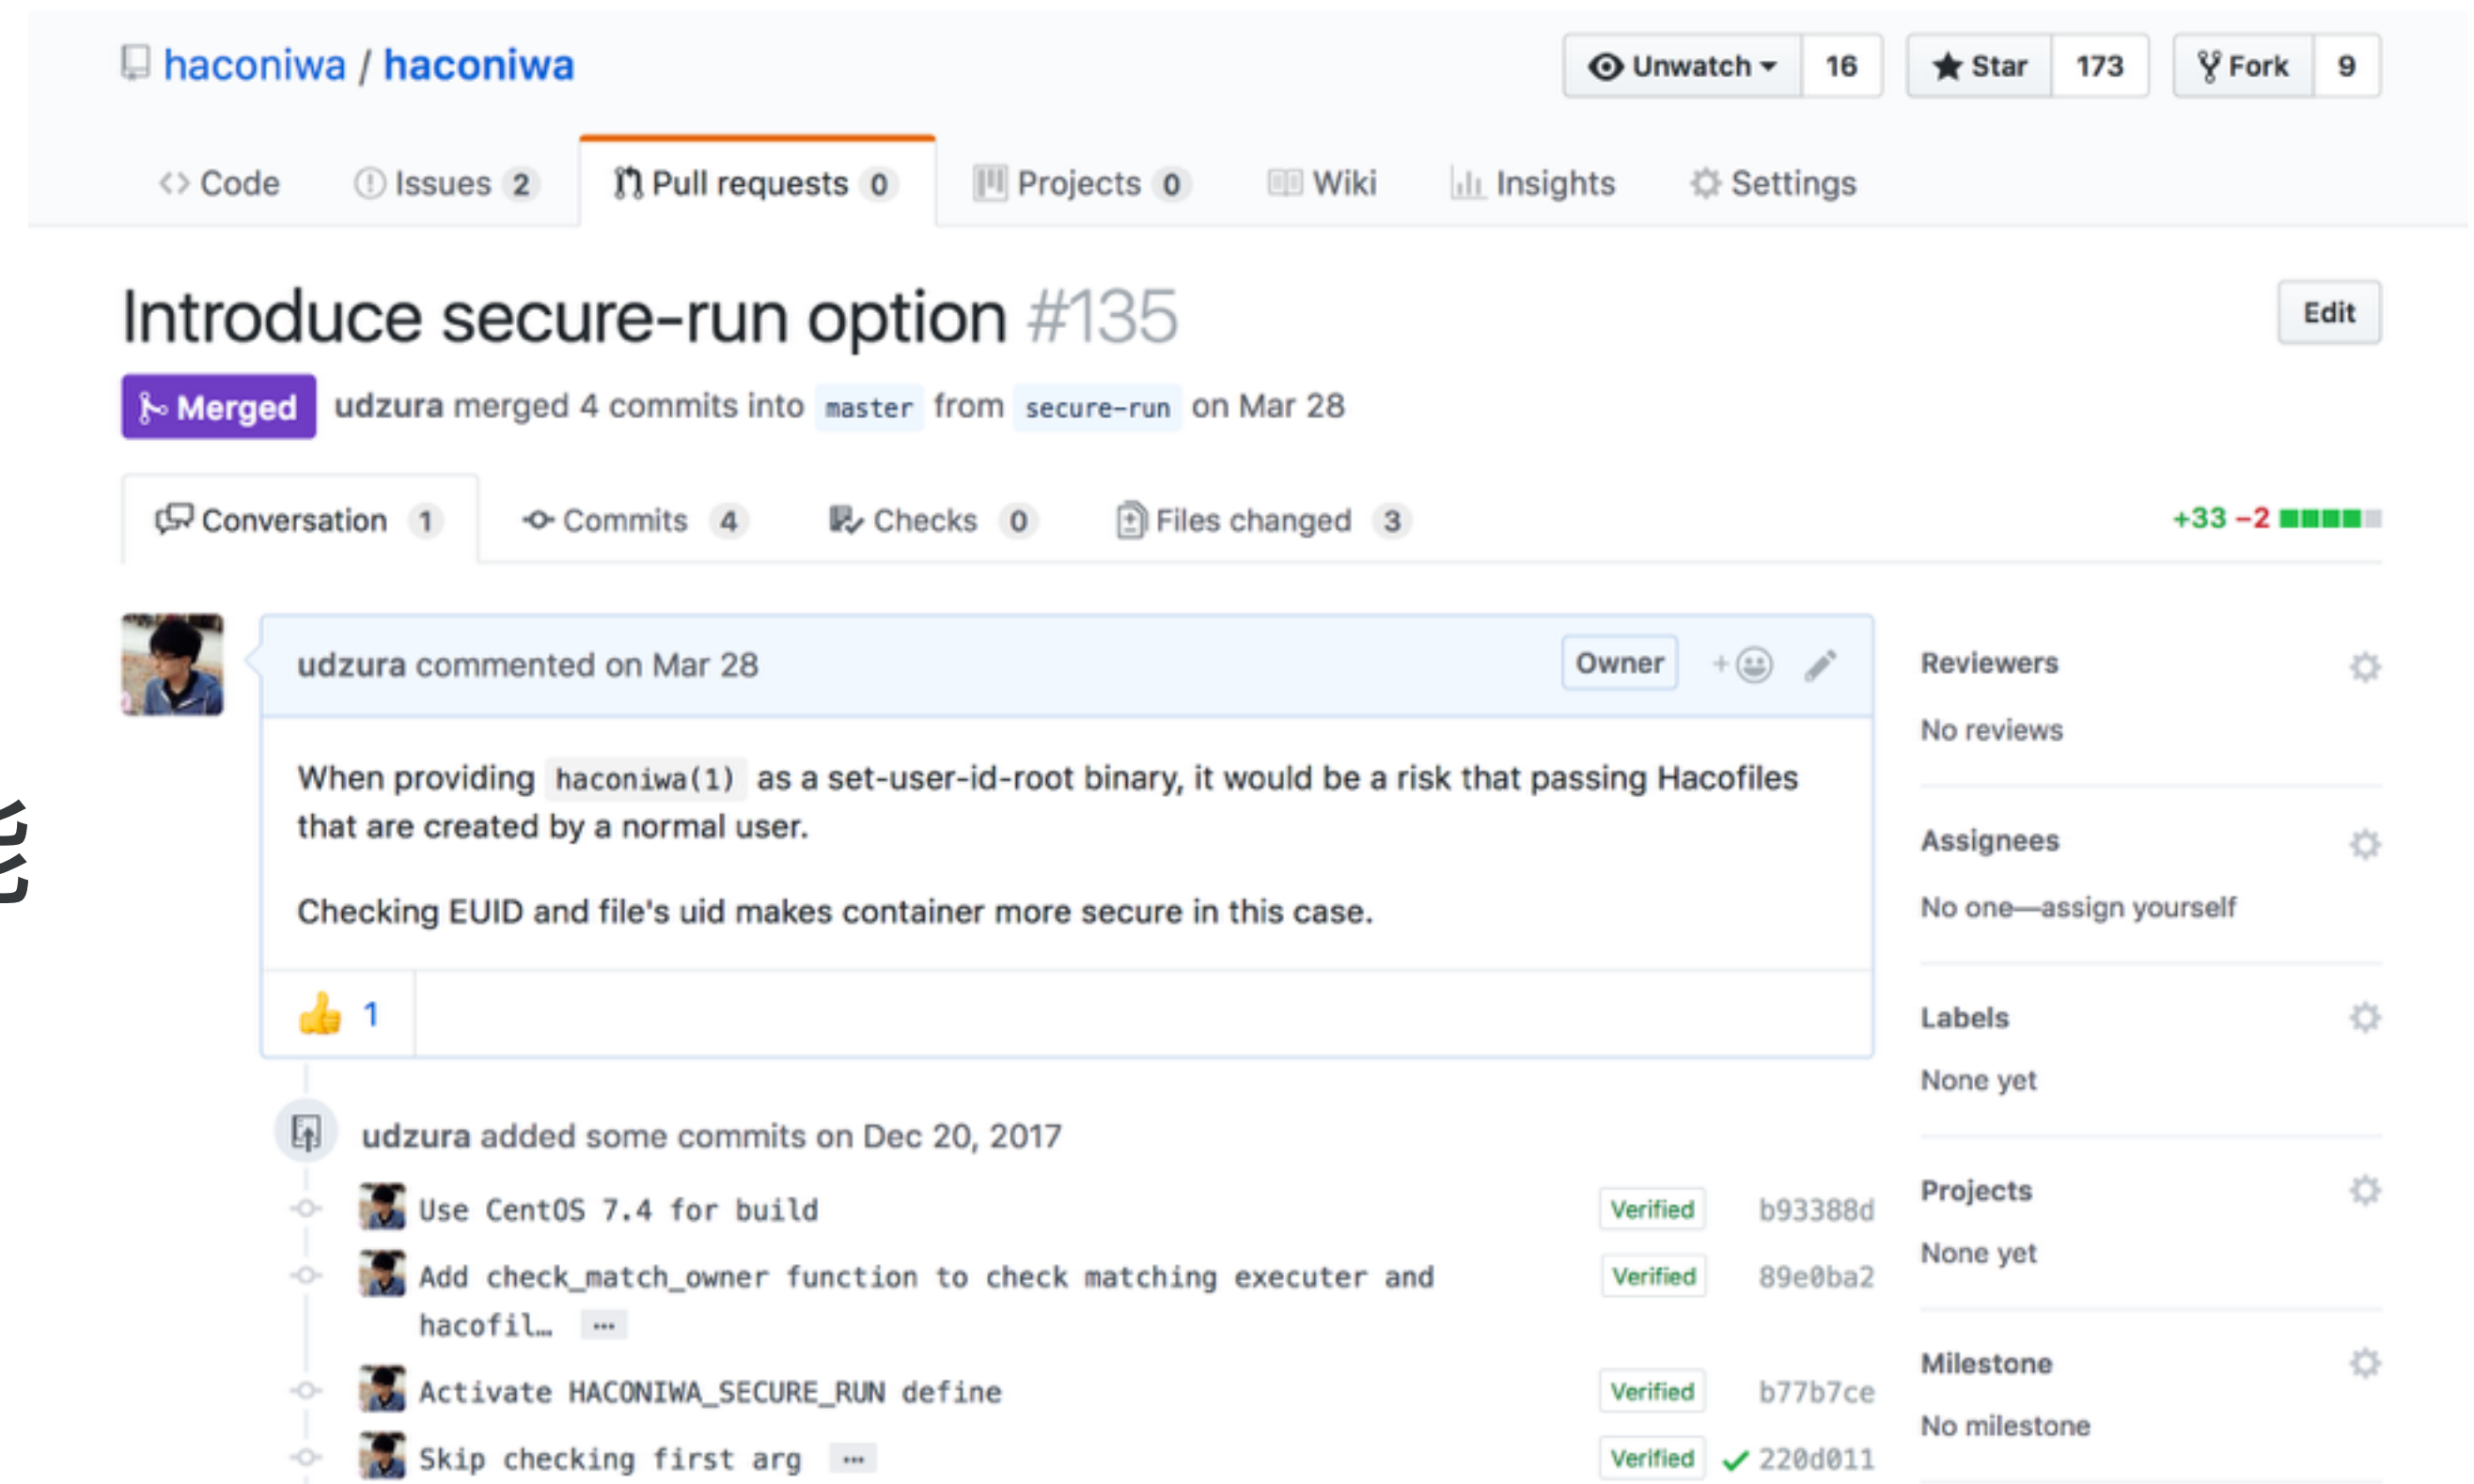 haconiwa / haconiwa
Unwatch 16 Star 173 Fork 9
Code Issues 2 Pull requests 0 Projects 0 Wiki Insights Settings
Introduce secure-run option #135
Edit
Merged udzura merged 4 commits into master from secure-run on Mar 28
Conversation 1 Commits 4 Checks 0 Files changed 3 +33 −2
udzura commented on Mar 28 Owner
When providing haconiwa(1) as a set-user-id-root binary, it would be a risk that passing Hacofiles
that are created by a normal user.
Checking EUID and file's uid makes container more secure in this case.
1
udzura added some commits on Dec 20, 2017
Use CentOS 7.4 for build Verified b93388d
Add check_match_owner function to check matching executer and Verified 89e0ba2
hacofil… …
Activate HACONIWA_SECURE_RUN define Verified b77b7ce
Skip checking first arg … Verified 220d011
Reviewers
No reviews
Assignees
No one—assign yourself
Labels
None yet
Projects
None yet
Milestone
No milestone